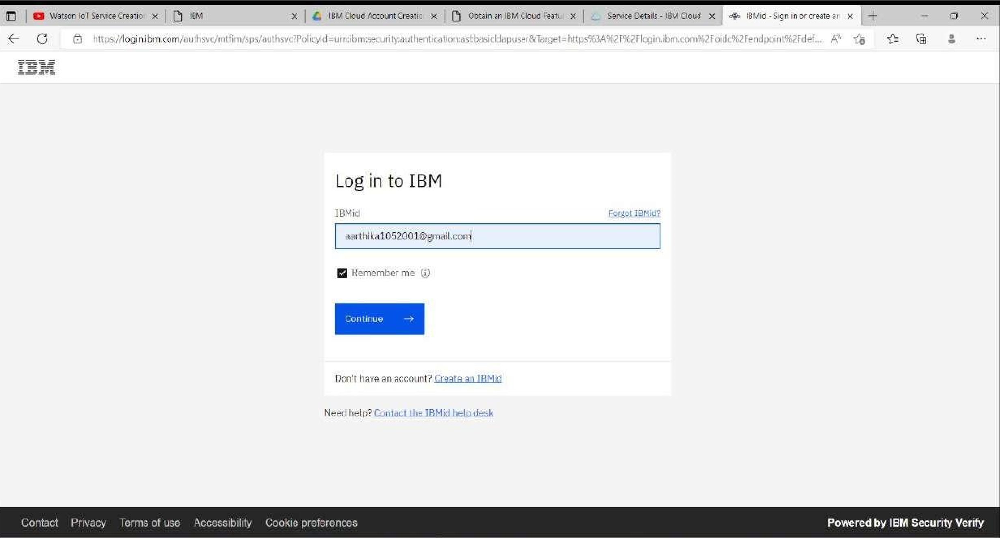 Watson IoT Service Creation
IBM
IBM Cloud Account Creatio
Obtain an IBM Cloud Featu
Service Details - IBM Cloud
IBMid - Sign in or create an
https://login.ibm.com/authsvc/mtfim/sps/authsvc?PolicyId=urn:ibm:security:authentication:asf:basicldapuser&Target=https%3A%2F%2Flogin.ibm.com%2Foidc%2Fendpoint%2Fdef...
IBM
Log in to IBM
IBMid
Forgot IBMid?
aarthika1052001@gmail.com
Remember me
Continue
Don't have an account? Create an IBMid
Need help? Contact the IBMid help desk
Contact Privacy Terms of use Accessibility Cookie preferences
Powered by IBM Security Verify